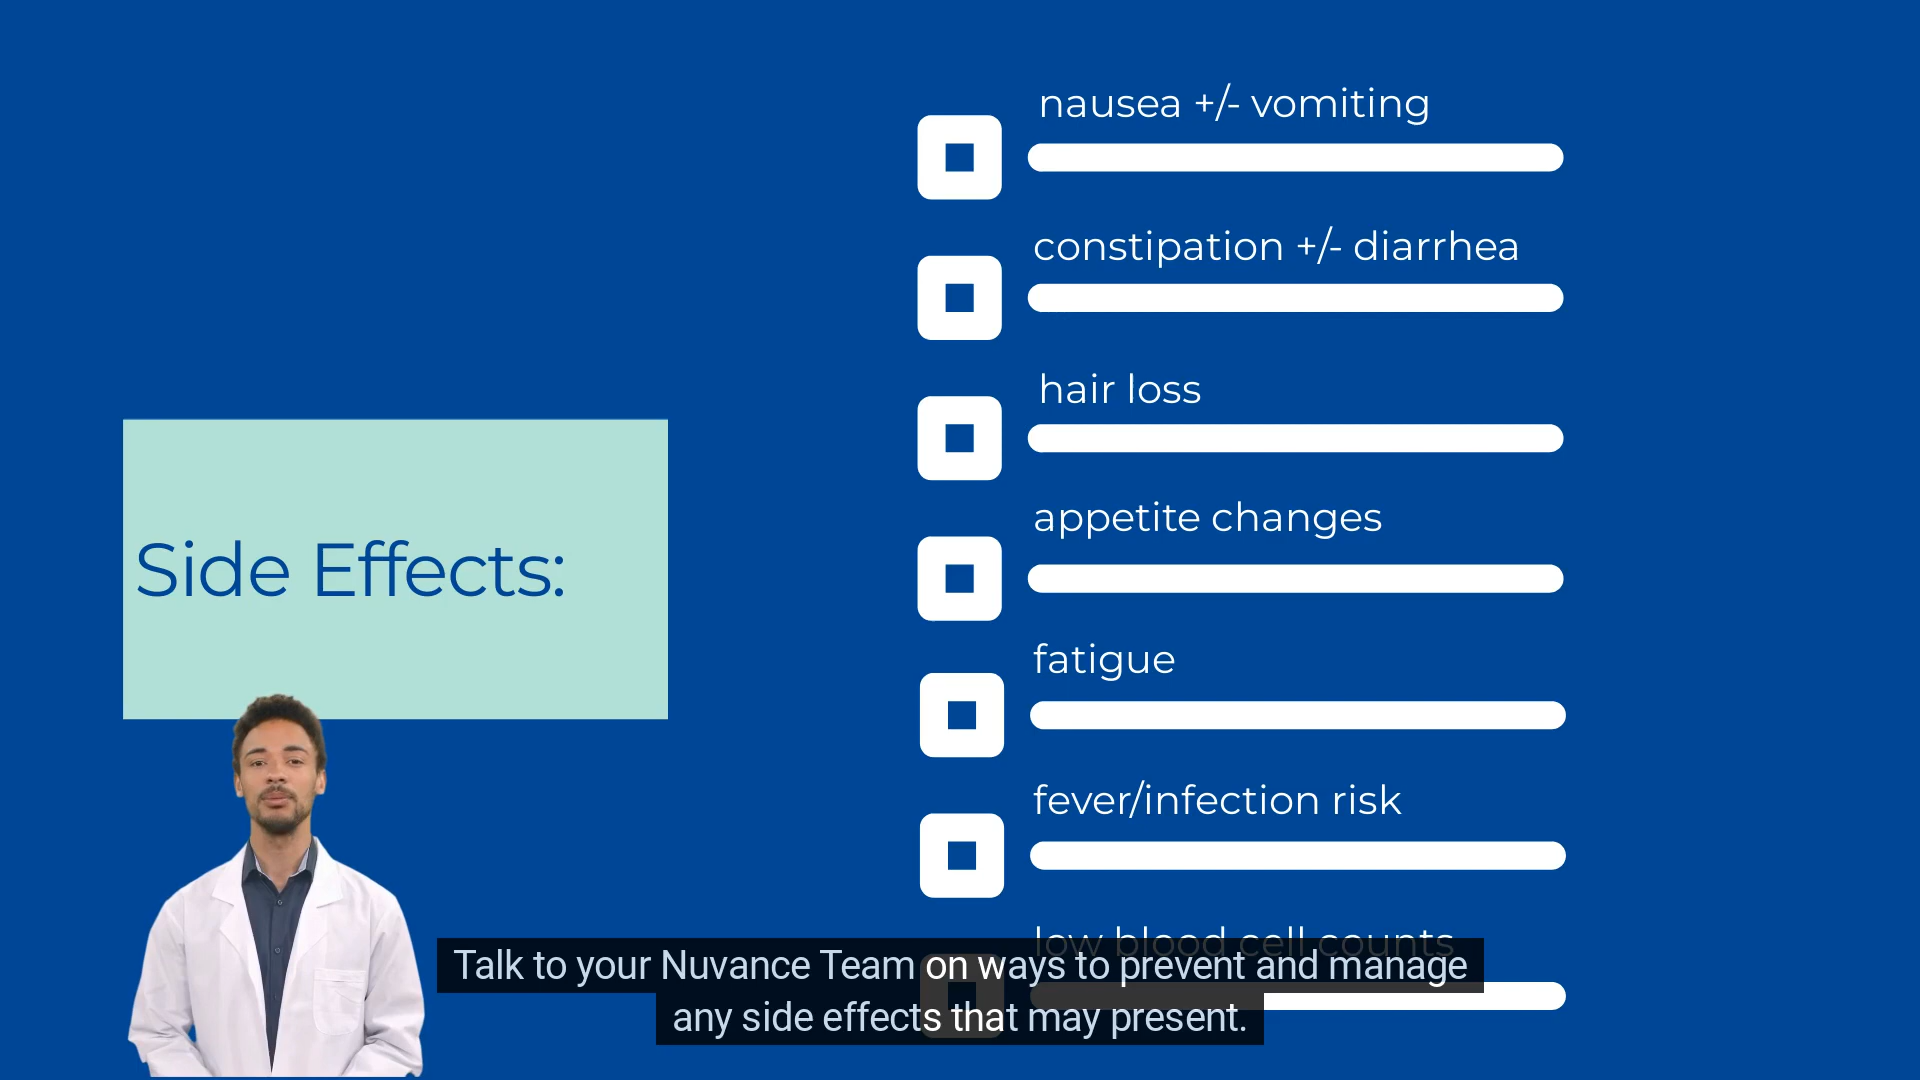 Side Effects:
nausea +/- vomiting
constipation +/- diarrhea
hair loss
appetite changes
fatigue
fever/infection risk
low blood cell counts
Talk to your Nuvance Team on ways to prevent and manage
any side effects that may present.